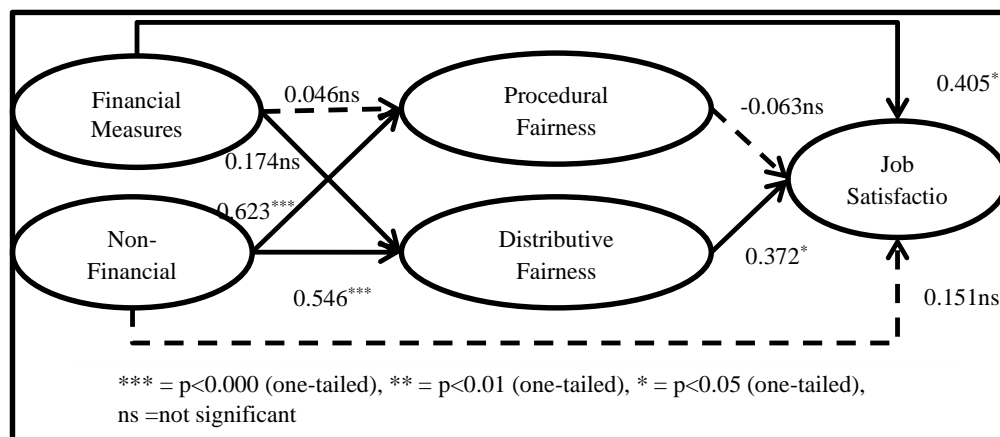 Financial
Measures
0.046ns
Procedural
Fairness
-0.063ns
0.405*
Job
Satisfactio
0.174ns
0.623***
Non-
Financial
Distributive
Fairness
0.372*
0.546***
0.151ns
*** = p<0.000 (one-tailed), ** = p<0.01 (one-tailed), * = p<0.05 (one-tailed),
ns =not significant